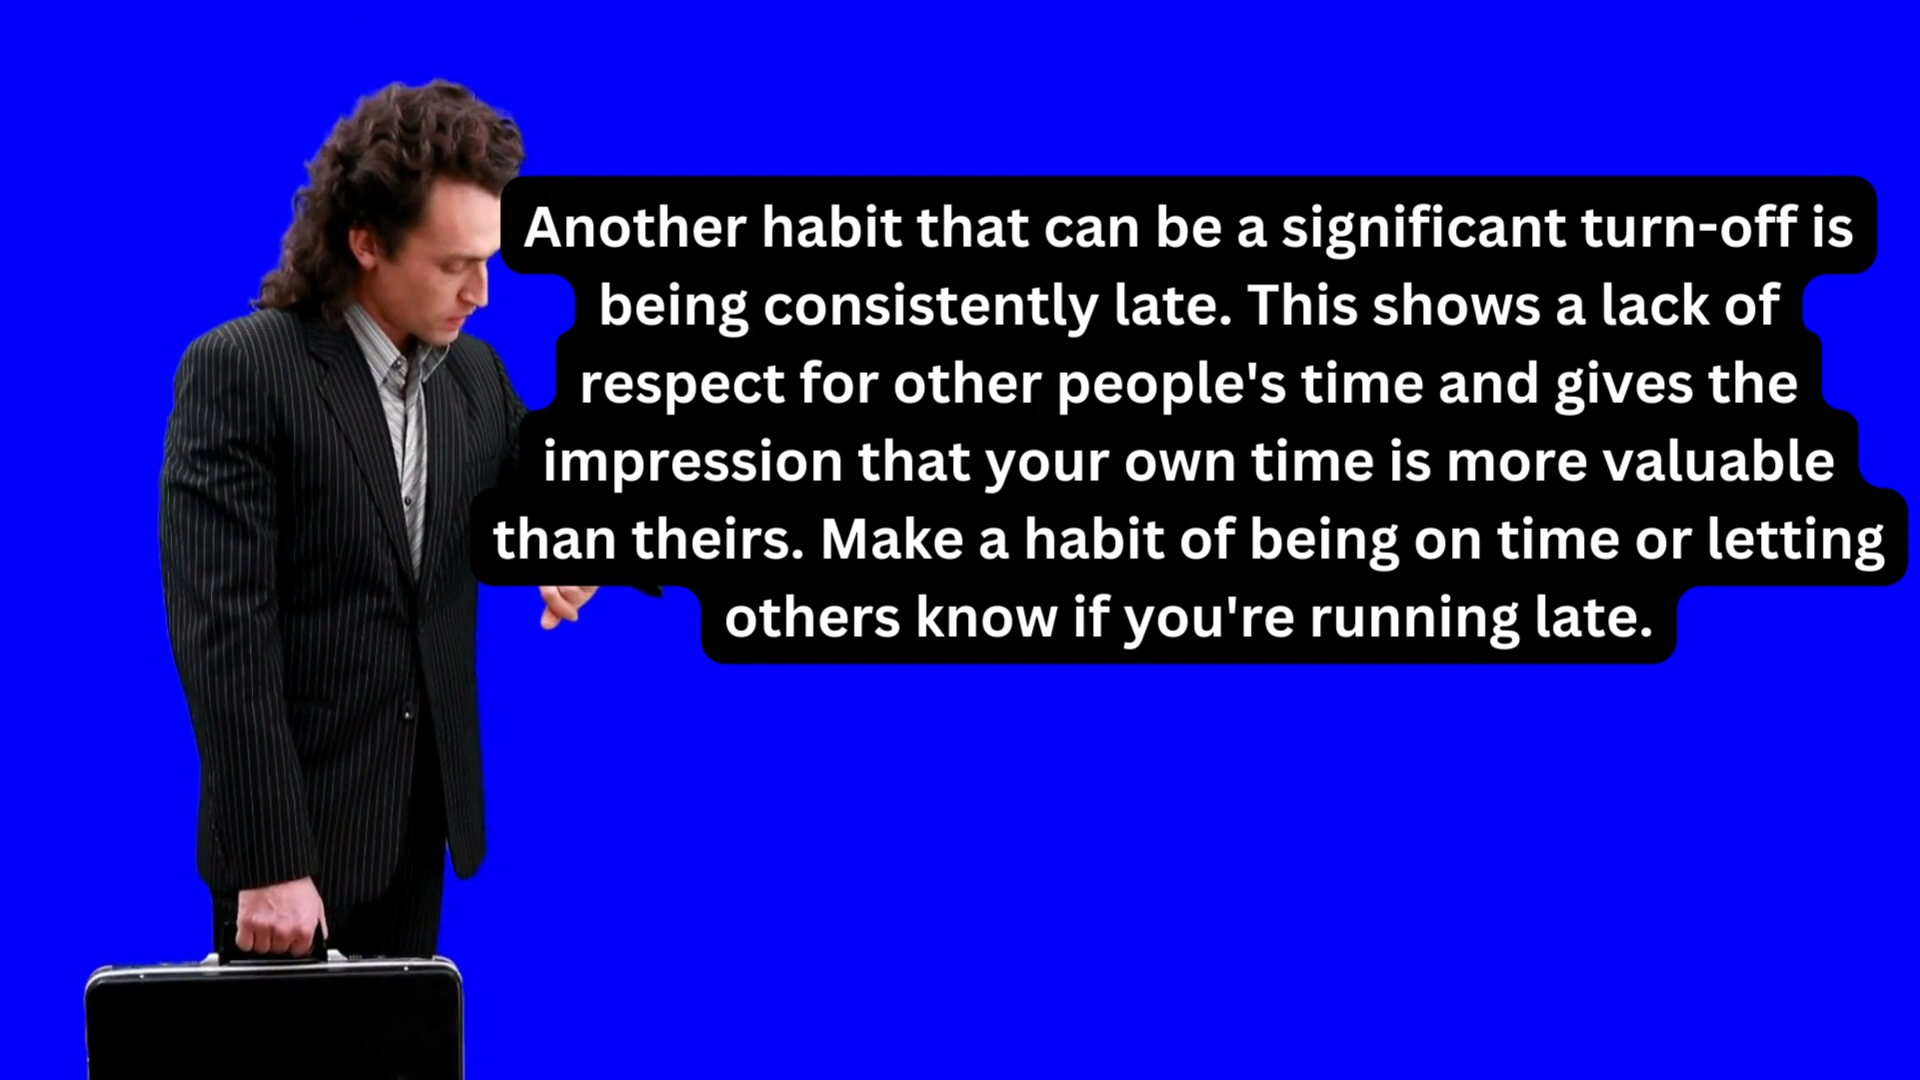 Another habit that can be a significant turn-off is
being consistently late. This shows a lack of
respect for other people's time and gives the
impression that your own time is more valuable
than theirs. Make a habit of being on time or letting
others know if you're running late.